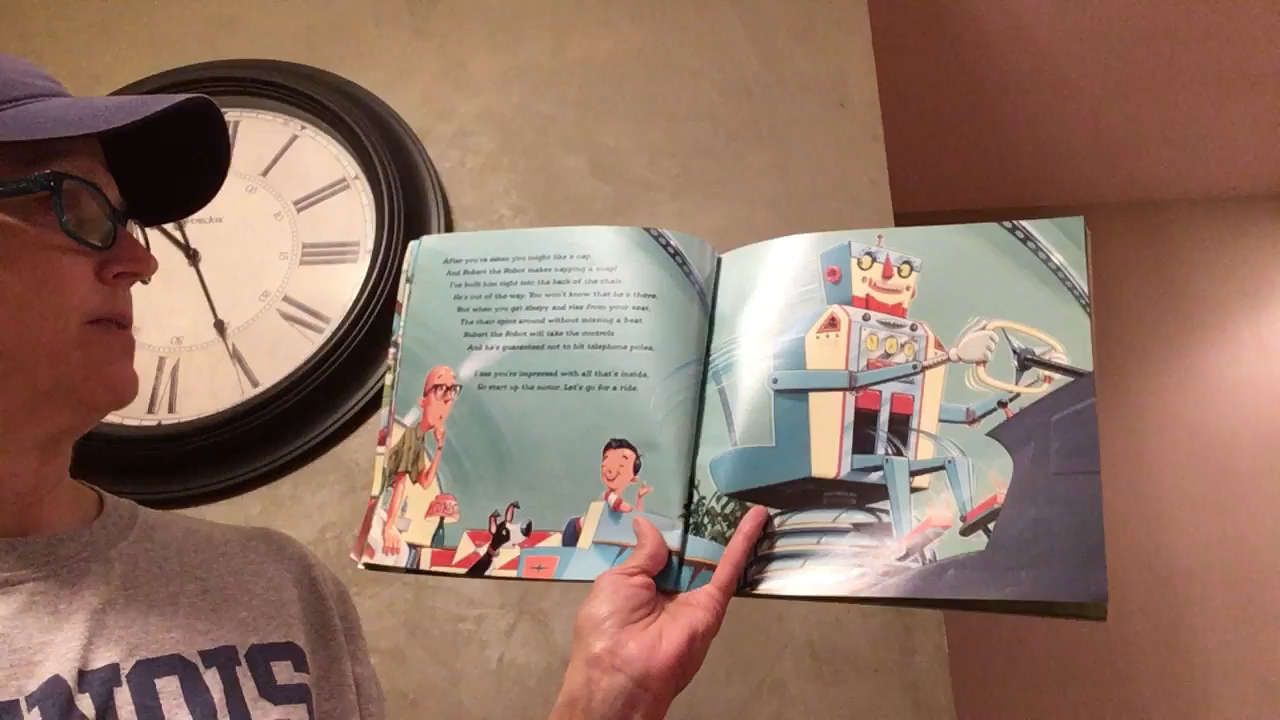 After you've eaten you might like a nap,
And Robert the Robot makes napping a snap!
I've built him right into the back of the chair.
He's out of the way. You won't know that he's there.
But when you get sleepy and rise from your seat,
The chair spins around without missing a beat.
Robert the Robot will take the controls
And he's guaranteed not to hit telephone poles.
I see you're impressed with all that's inside,
So start up the motor. Let's go for a ride.
NOIS